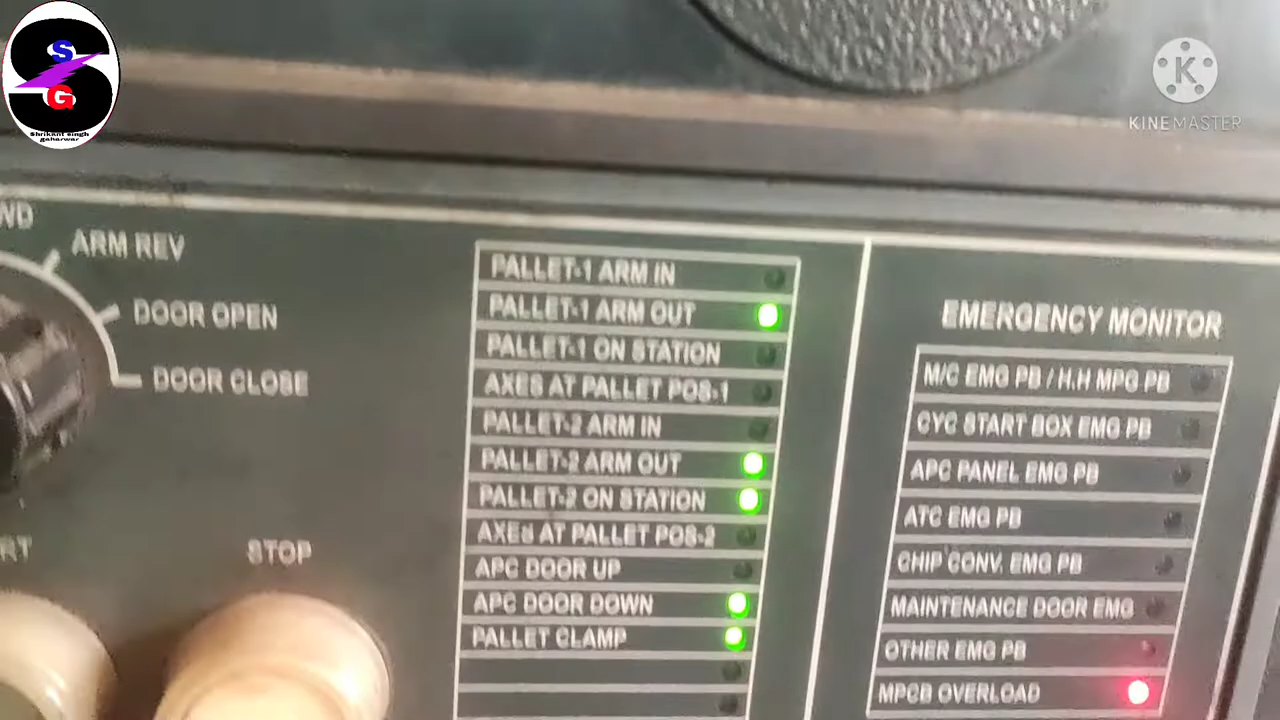 S
G
Shrikant singh
gaharwar
K
KINEMASTER
WD
ARM REV
DOOR OPEN
DOOR CLOSE
RT
STOP
PALLET-1 ARM IN
PALLET-1 ARM OUT
PALLET-1 ON STATION
AXES AT PALLET POS-1
PALLET-2 ARM IN
PALLET-2 ARM OUT
PALLET-2 ON STATION
AXES AT PALLET POS-2
APC DOOR UP
APC DOOR DOWN
PALLET CLAMP
EMERGENCY MONITOR
M/C EMG PB / H.H MPG PB
CYC START BOX EMG PB
APC PANEL EMG PB
ATC EMG PB
CHIP CONV. EMG PB
MAINTENANCE DOOR EMG
OTHER EMG PB
MPCB OVERLOAD